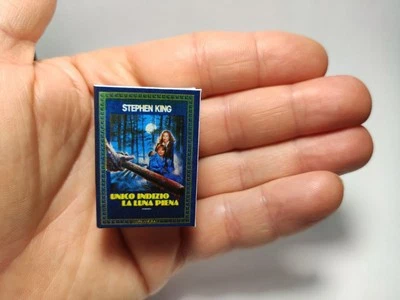 STEPHEN KING
UNICO INDIZIO
LA LUNA PIENA